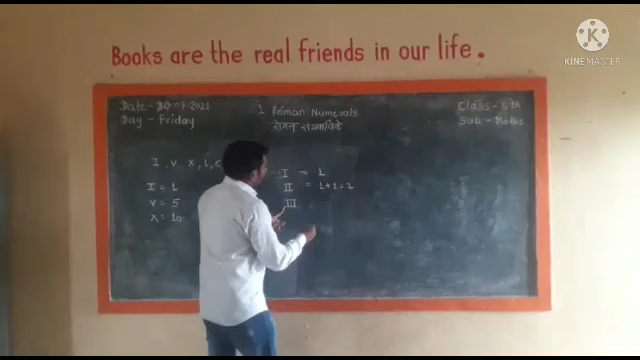 Books are the real friends in our life.
KINEMASTER
Date - 30-07-2021
Day - Friday
1 Roman Numerals
रोमन संख्याचिन्हे
Class - 5th
Sub - Maths
I V X, L, C
I = 1
V = 5
X = 10
I = 1
II = 1+1=2
III